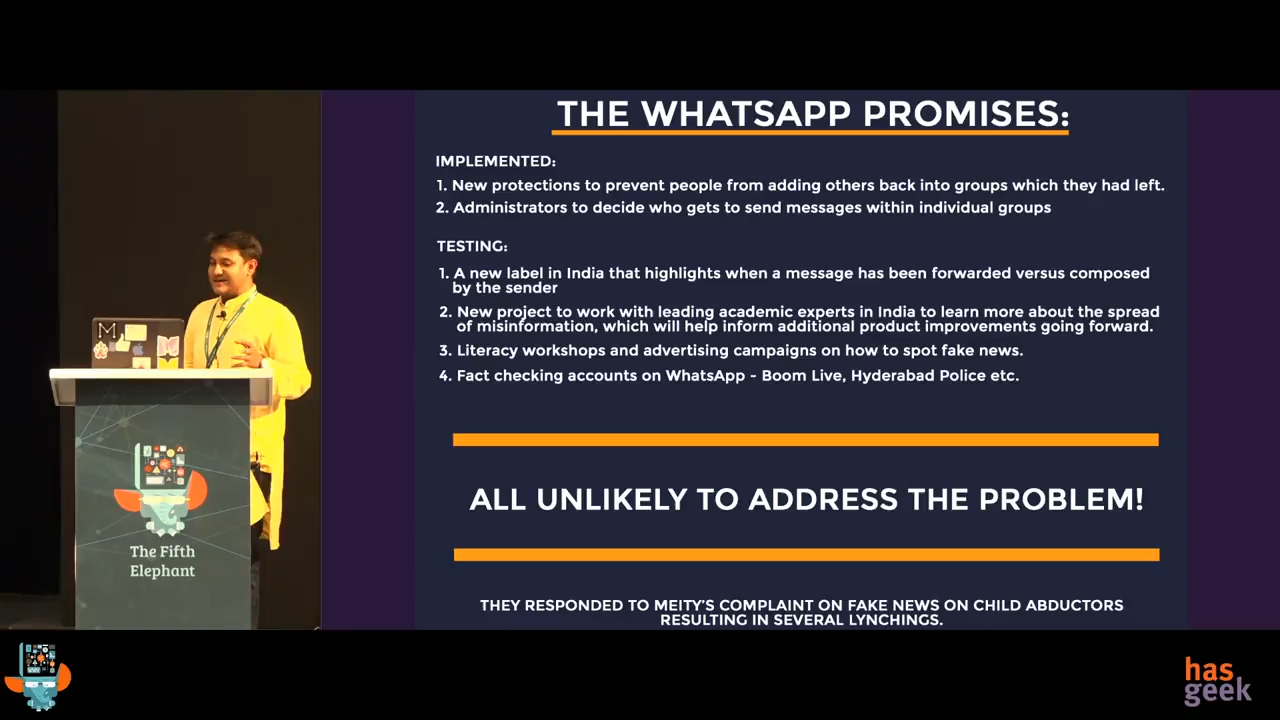 THE WHATSAPP PROMISES:
IMPLEMENTED:
1. New protections to prevent people from adding others back into groups which they had left.
2. Administrators to decide who gets to send messages within individual groups
TESTING:
1. A new label in India that highlights when a message has been forwarded versus composed
by the sender
2. New project to work with leading academic experts in India to learn more about the spread
of misinformation, which will help inform additional product improvements going forward.
3. Literacy workshops and advertising campaigns on how to spot fake news.
4. Fact checking accounts on WhatsApp - Boom Live, Hyderabad Police etc.
ALL UNLIKELY TO ADDRESS THE PROBLEM!
THEY RESPONDED TO MEITY'S COMPLAINT ON FAKE NEWS ON CHILD ABDUCTORS
RESULTING IN SEVERAL LYNCHINGS.
M
The Fifth
Elephant
has
geek